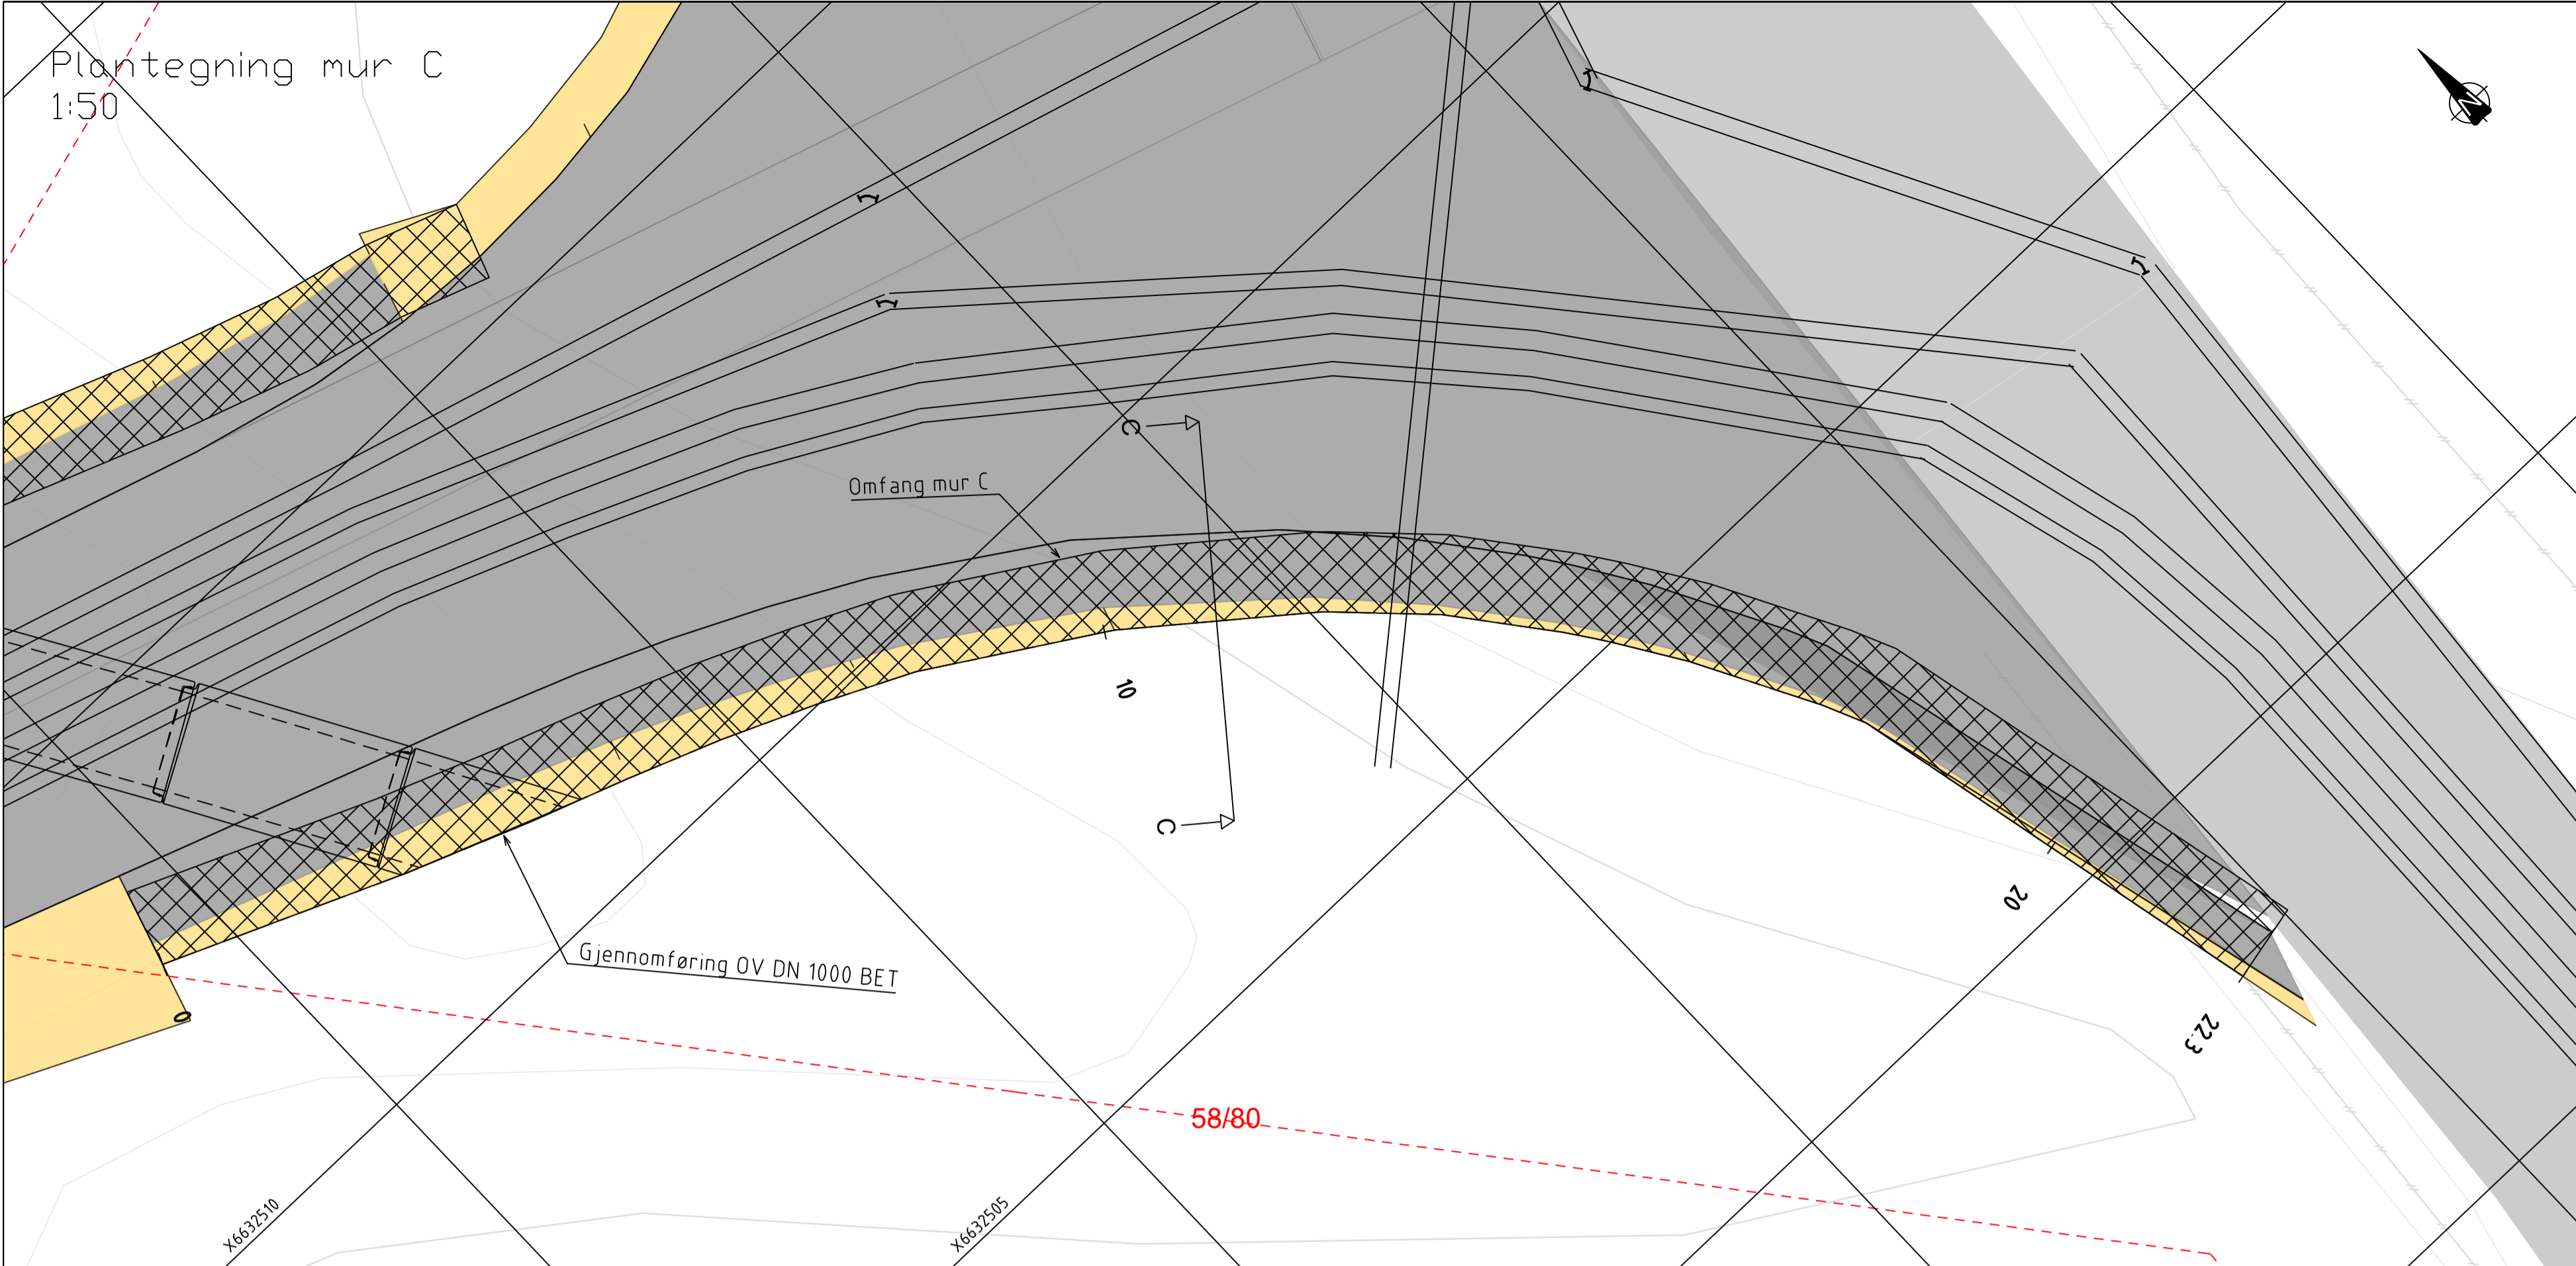 Plantegning mur C
1:50
N
C
Omfang mur C
10
C
20
Gjennomføring OV DN 1000 BET
0
22.3
58/80
X6632510
X6632505